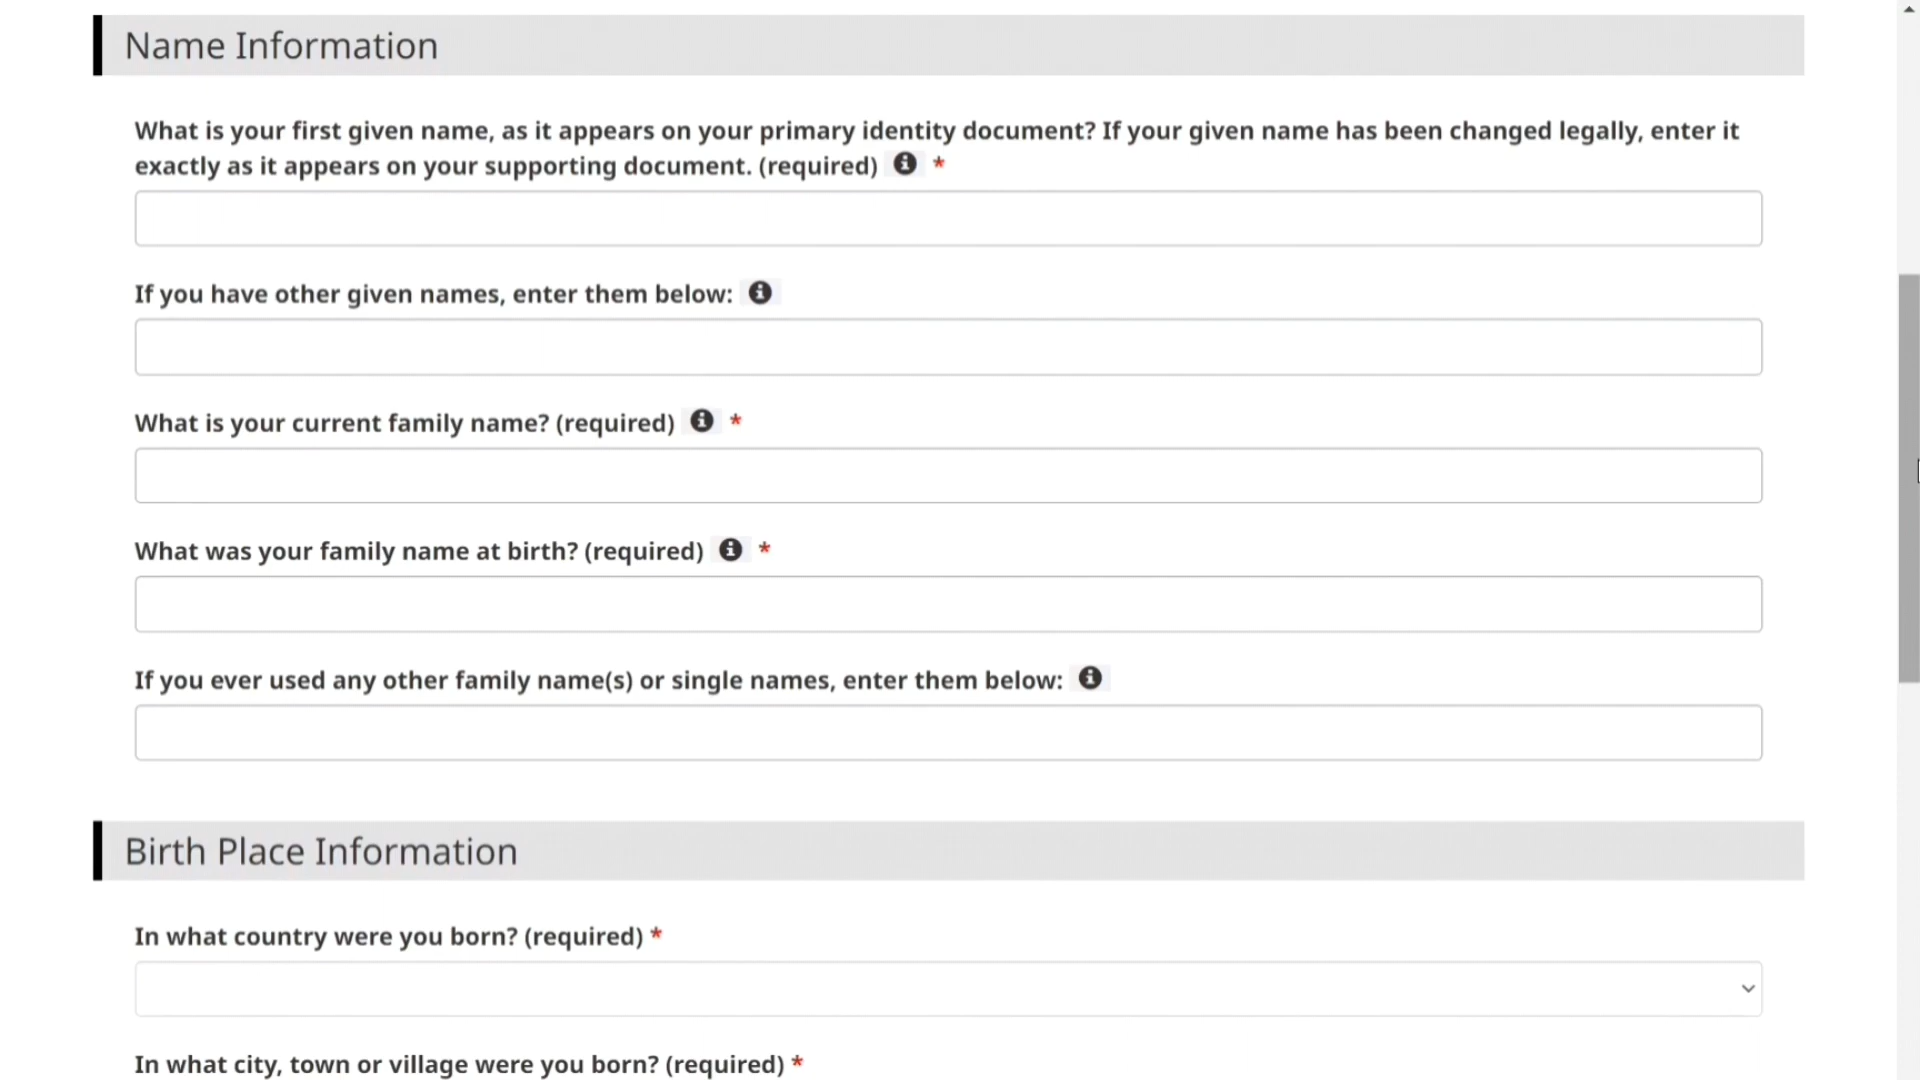 Name Information
What is your first given name, as it appears on your primary identity document? If your given name has been changed legally, enter it
exactly as it appears on your supporting document. (required) *
If you have other given names, enter them below:
What is your current family name? (required) *
What was your family name at birth? (required) *
If you ever used any other family name(s) or single names, enter them below:
Birth Place Information
In what country were you born? (required) *
In what city, town or village were you born? (required) *